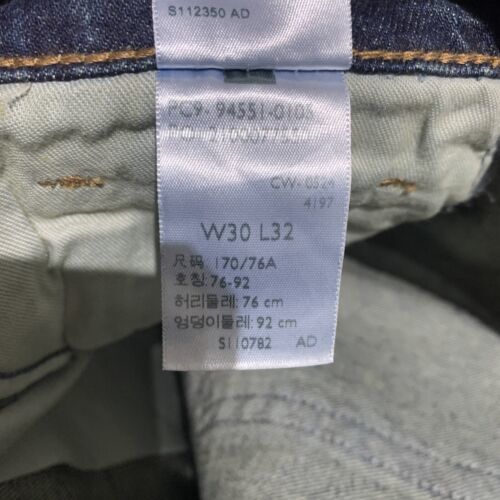 S112350 AD
PC9- 94551-0108
CW-0524
4197
W30 L32
尺码 170/76A
호칭:76-92
허리둘레: 76 cm
엉덩이둘레: 92 cm
S110782 AD